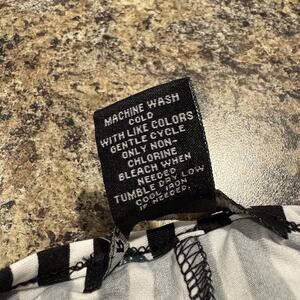 MACHINE WASH
COLD
WITH LIKE COLORS
GENTLE CYCLE
ONLY NON-
CHLORINE
BLEACH WHEN
NEEDED
TUMBLE DRY LOW
COOL IRON
IF NEEDED.